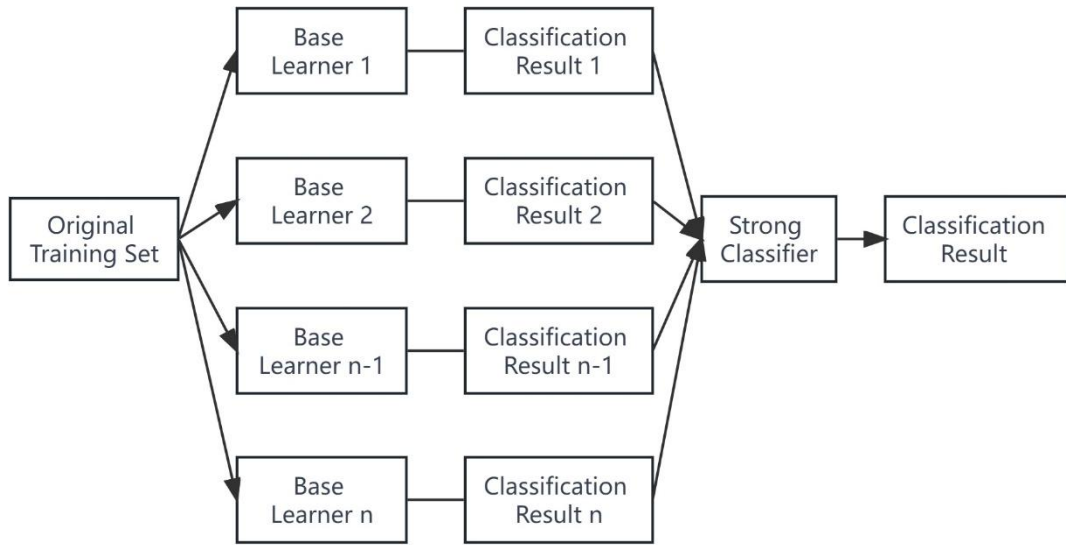 Base
Learner 1
Classification
Result 1
Base
Learner 2
Classification
Result 2
Original
Training Set
Strong
Classifier
Classification
Result
Base
Learner n-1
Classification
Result n-1
Base
Learner n
Classification
Result n